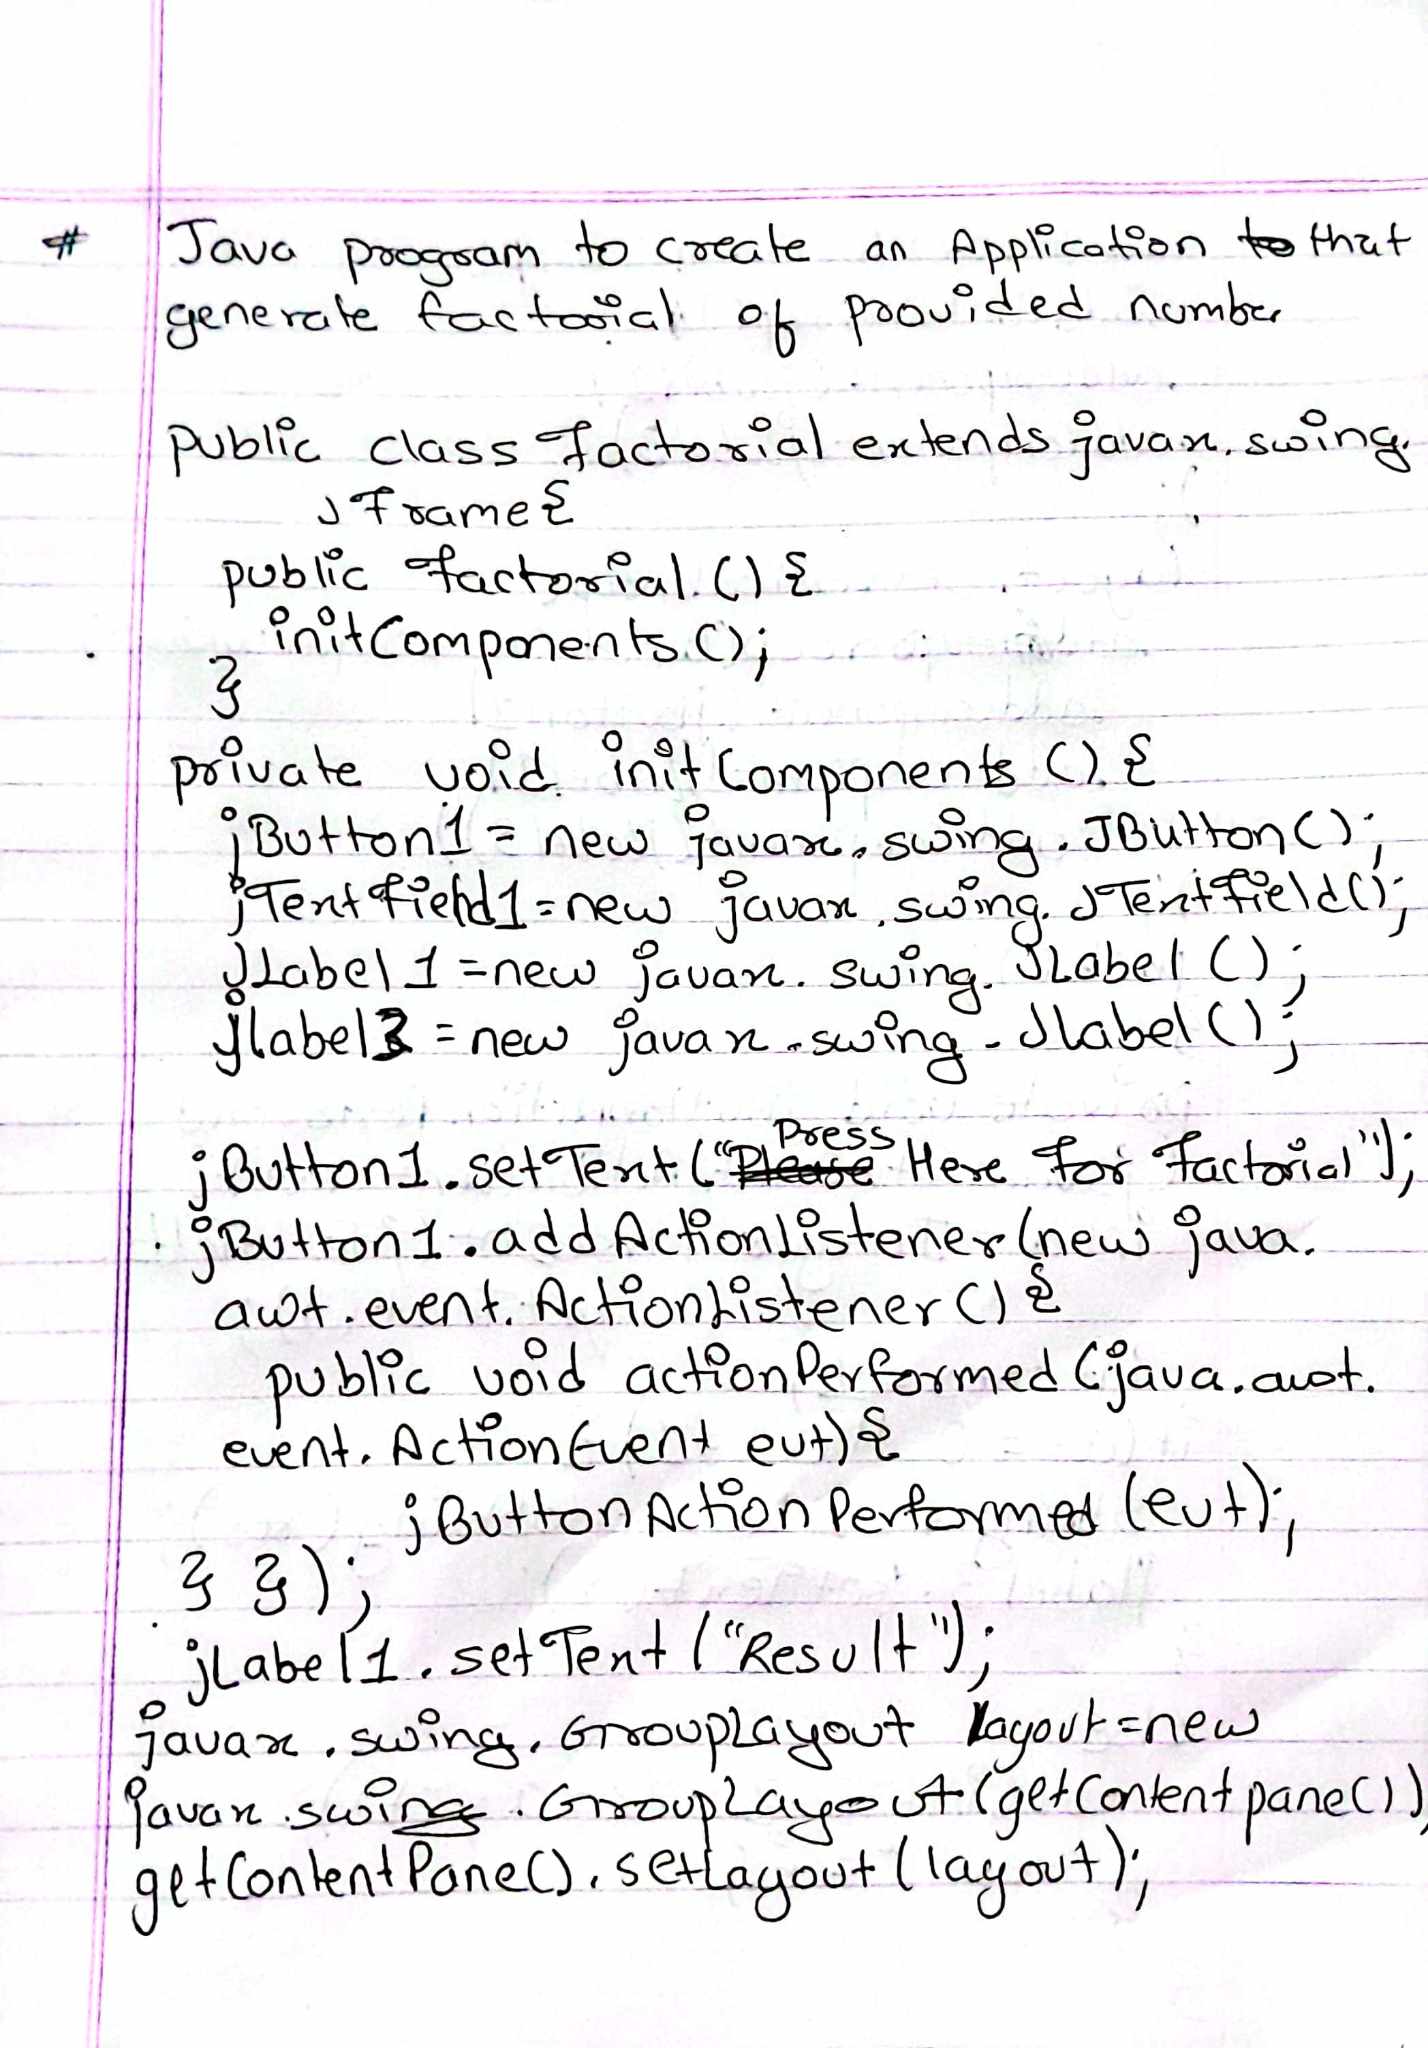 # Java program to create an Application that
generate factorial of provided number
public class Factorial extends javax.swing.
JFrame{
public Factorial () {
initComponents ();
}
private void initComponents () {
jButton1 = new javax.swing.JButton();
jTextField1 = new javax.swing.JTextField();
JLabel1 = new javax.swing.JLabel ();
jlabel3 = new javax.swing.Jlabel();
jButton1.setText("Press Here For Factorial");
jButton1.addActionListener(new java.
awt.event.ActionListener () {
public void actionPerformed (java.awt.
event.ActionEvent evt) {
jButtonActionPerformed (evt);
} });
jLabel1.setText ("Result");
javax.swing.GroupLayout layout = new
javax.swing.GroupLayout (getContentpane())
getContentPane().setLayout (layout);